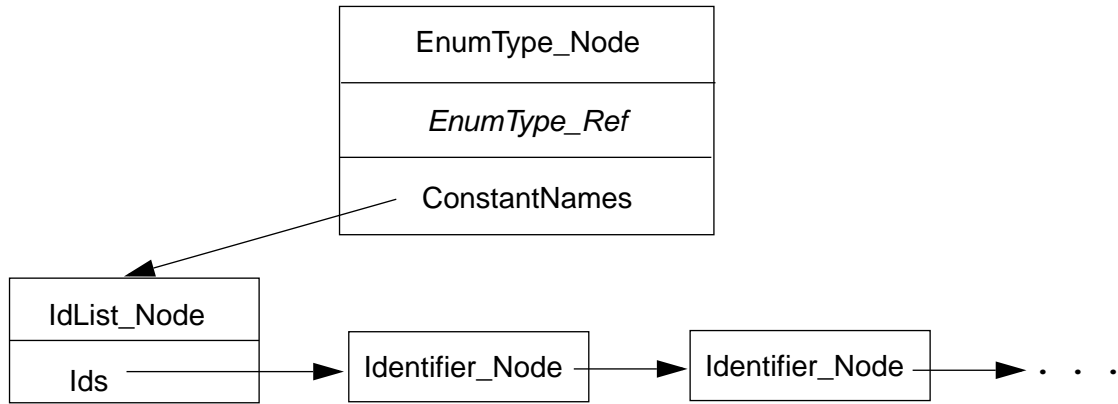 EnumType_Node
EnumType_Ref
ConstantNames
IdList_Node
Ids
Identifier_Node
Identifier_Node
. . .